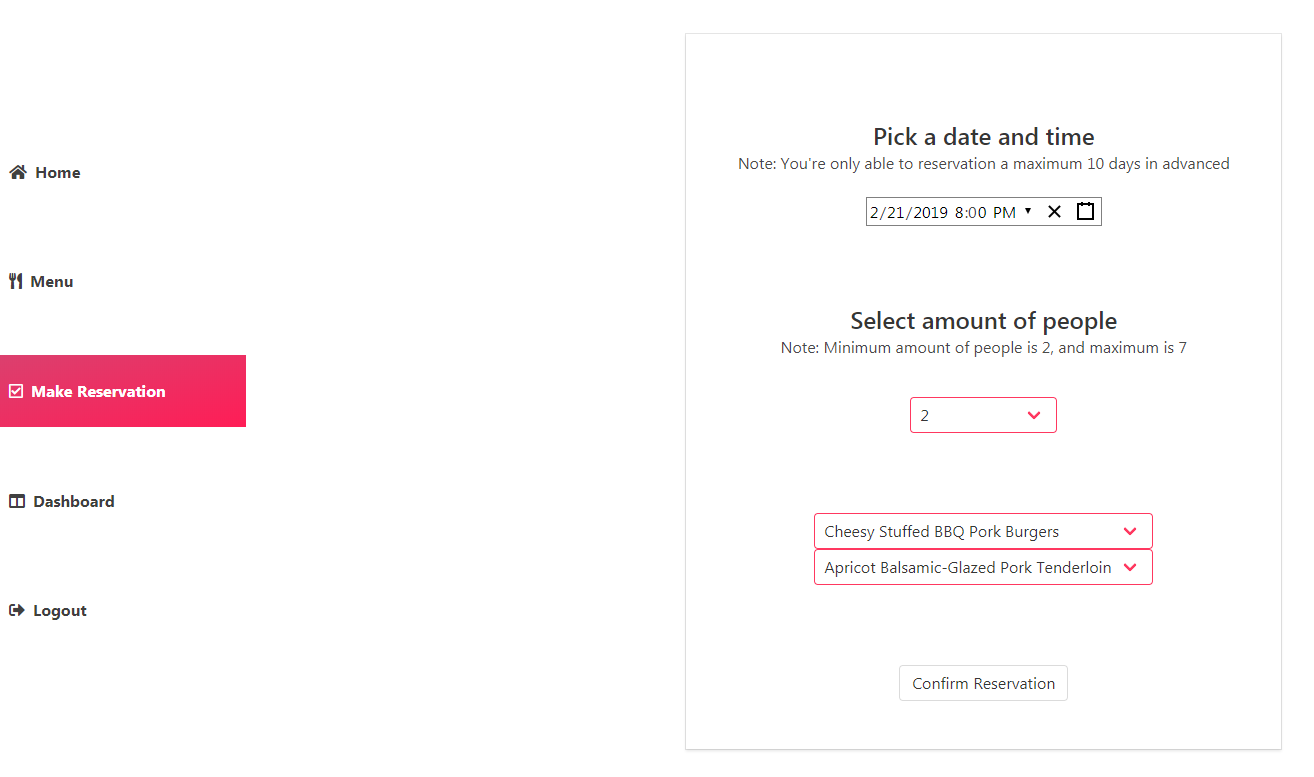 Home
Menu
Make Reservation
Dashboard
Logout
Pick a date and time
Note: You're only able to reservation a maximum 10 days in advanced
2/21/2019 8:00 PM
Select amount of people
Note: Minimum amount of people is 2, and maximum is 7
2
Cheesy Stuffed BBQ Pork Burgers
Apricot Balsamic-Glazed Pork Tenderloin
Confirm Reservation